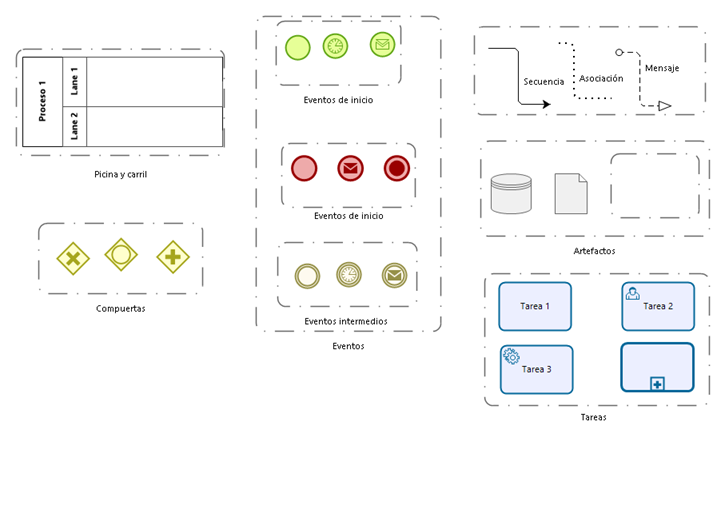 Proceso 1
Lane 1
Lane 2
Picina y carril
Compuertas
Eventos de inicio
Eventos de inicio
Eventos intermedios
Eventos
Secuencia
Asociación
Mensaje
Artefactos
Tarea 1
Tarea 2
Tarea 3
Tareas